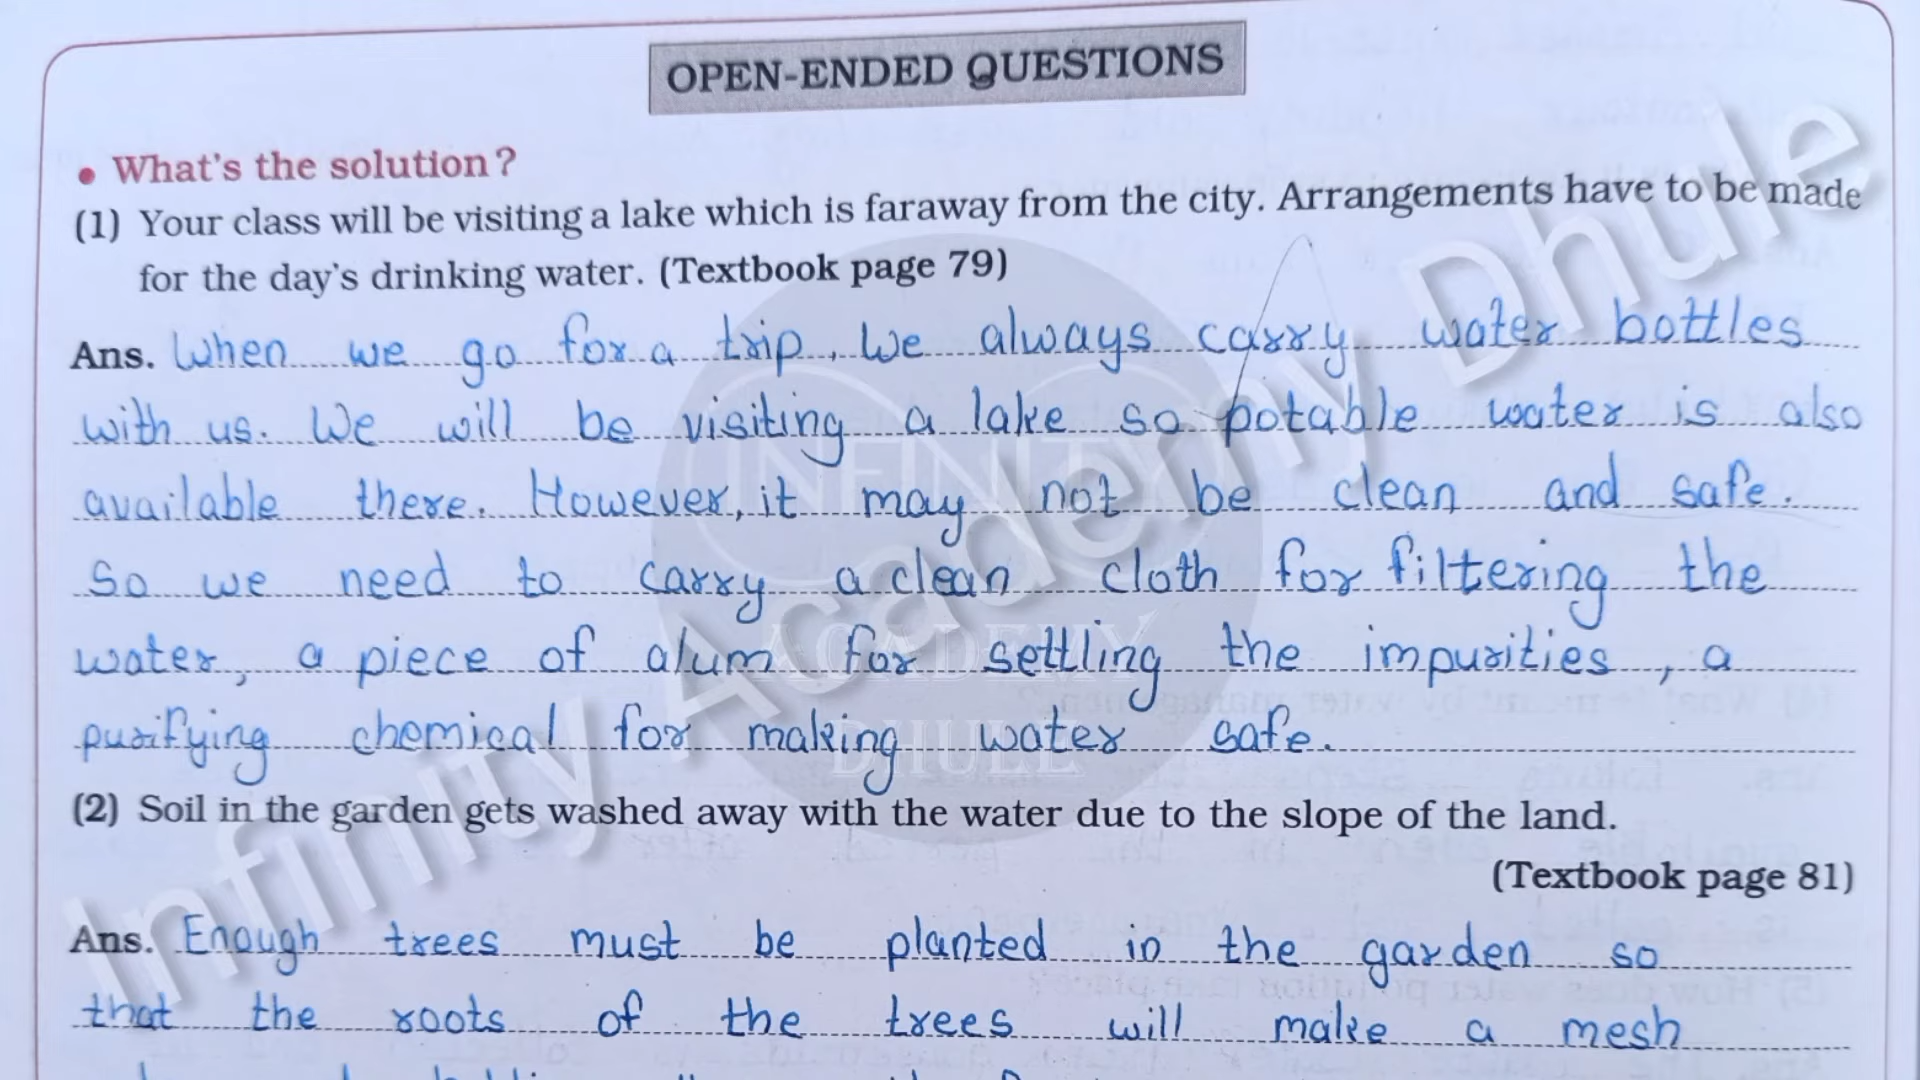 OPEN-ENDED QUESTIONS
• What's the solution?
(1) Your class will be visiting a lake which is faraway from the city. Arrangements have to be made
for the day's drinking water. (Textbook page 79)
Ans. When we go for a trip, We always carry water bottles
with us. We will be visiting a lake so potable water is also
available there. However, it may not be clean and safe.
So we need to carry a clean cloth for filtering the
water, a piece of alum for settling the impurities, a
purifying chemical for making water safe.
(2) Soil in the garden gets washed away with the water due to the slope of the land.
(Textbook page 81)
Ans. Enough trees must be planted in the garden so
that the roots of the trees will make a mesh
Infinity Academy Dhule
INFINITY
ACADEMY
DHULE